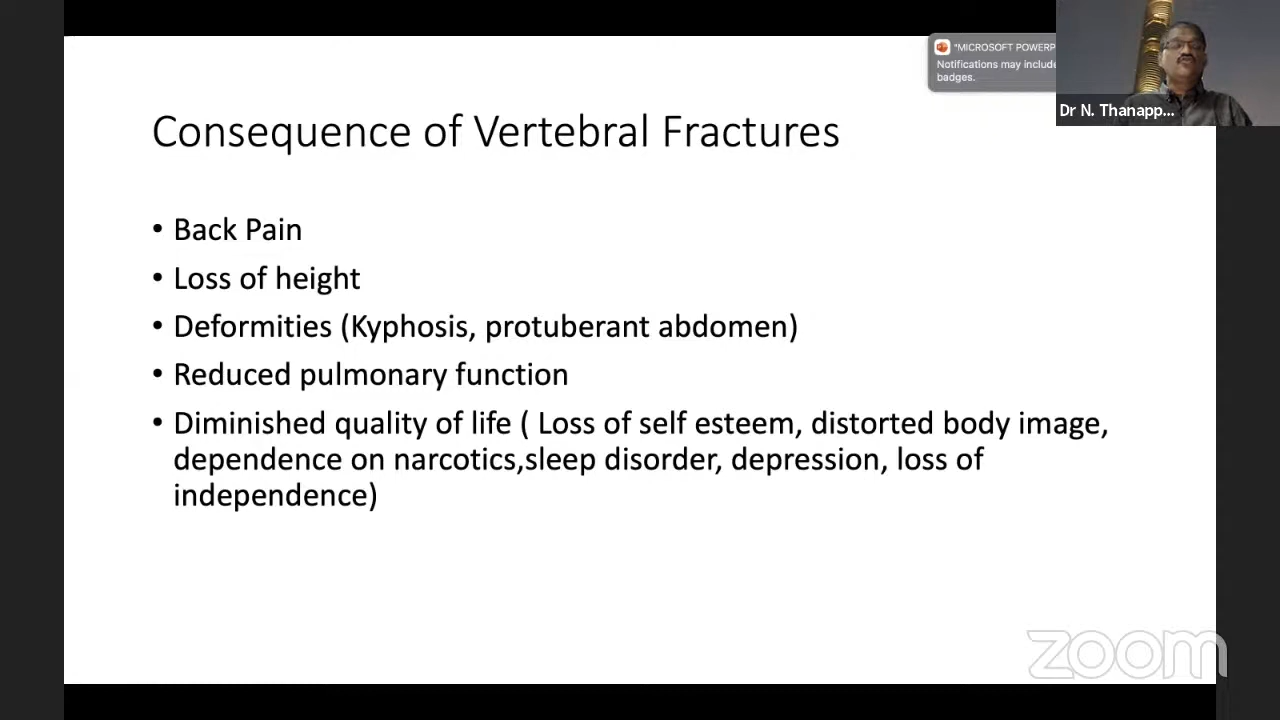 "MICROSOFT POWERP
Notifications may include
badges.
Dr N. Thanapp...
Consequence of Vertebral Fractures
• Back Pain
• Loss of height
• Deformities (Kyphosis, protuberant abdomen)
• Reduced pulmonary function
• Diminished quality of life ( Loss of self esteem, distorted body image,
dependence on narcotics,sleep disorder, depression, loss of
independence)
zoom